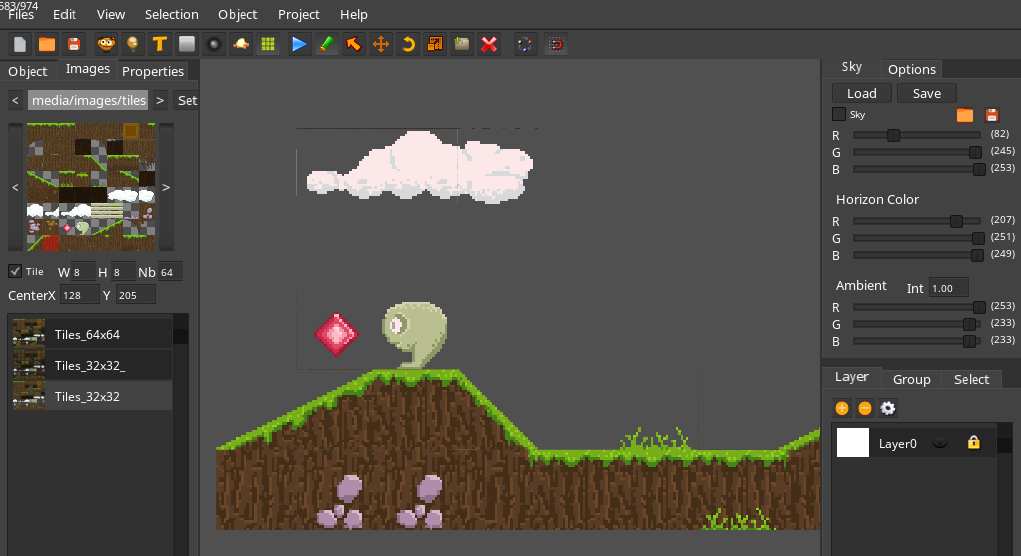 583/974
Files Edit View Selection Object Project Help
Object Images Properties
< media/images/tiles > Set
< >
Tile W 8 H 8 Nb 64
CenterX 128 Y 205
Tiles_64x64
Tiles_32x32_
Tiles_32x32
Sky Options
Load Save
Sky
R (82)
G (245)
B (253)
Horizon Color
R (207)
G (251)
B (249)
Ambient Int 1.00
R (253)
G (233)
B (233)
Layer Group Select
Layer0